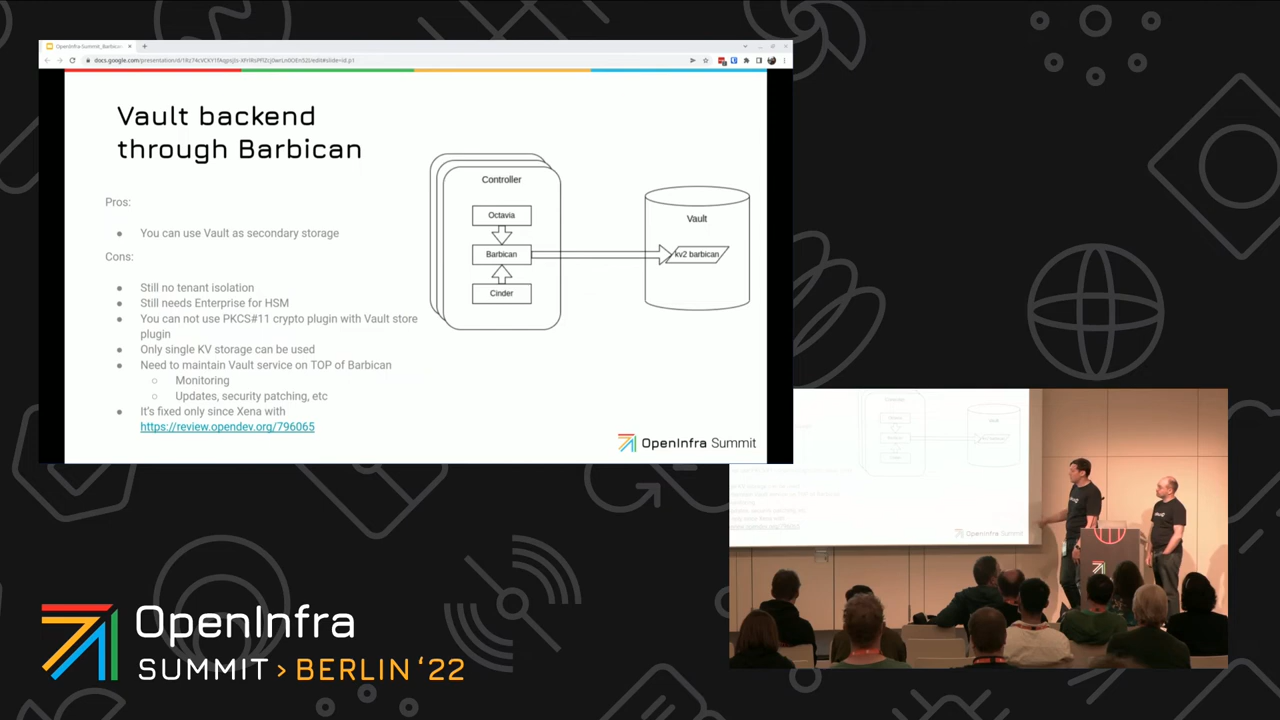 OpenInfra Summit_Barbican
Vault backend
through Barbican
Pros:
● You can use Vault as secondary storage
Cons:
● Still no tenant isolation
● Still needs Enterprise for HSM
● You can not use PKCS#11 crypto plugin with Vault store
plugin
● Only single KV storage can be used
● Need to maintain Vault service on TOP of Barbican
○ Monitoring
○ Updates, security patching, etc
● It's fixed only since Xena with
https://review.opendev.org/796065
Controller
Octavia
Barbican
Cinder
Vault
kv2 barbican
OpenInfra Summit
OpenInfra Summit
OpenInfra
SUMMIT > BERLIN ‘22